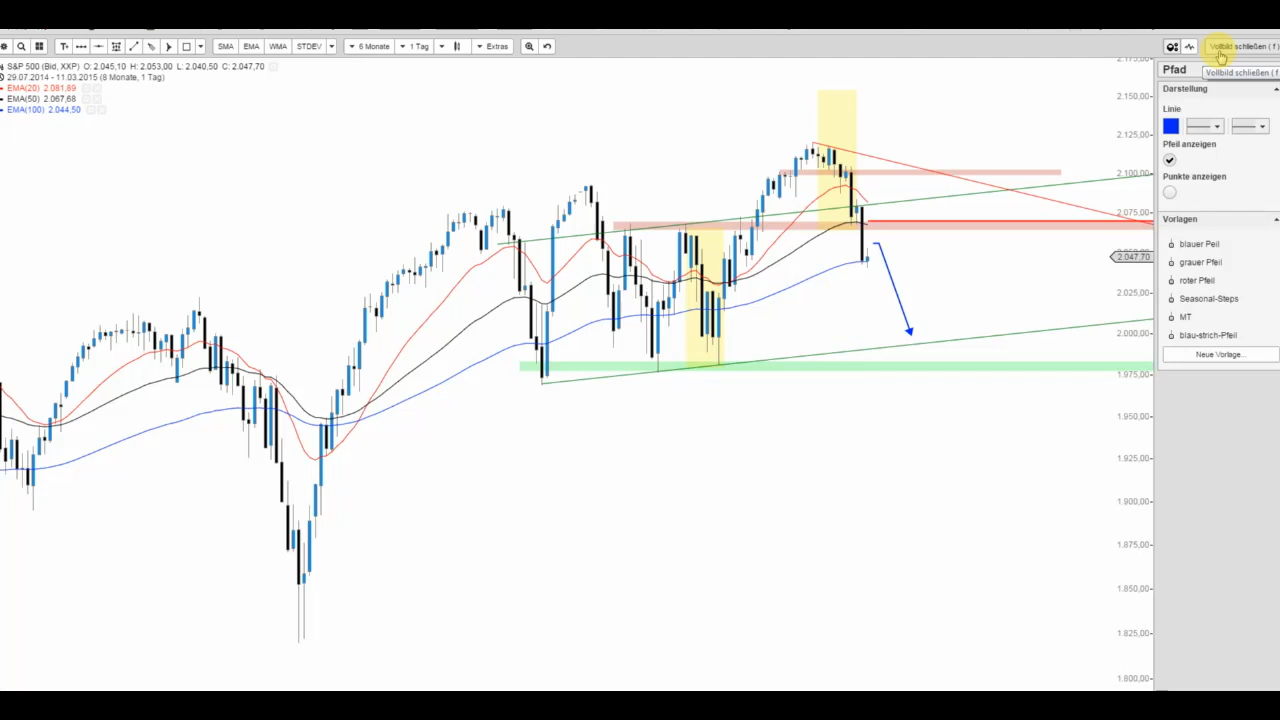 SMA EMA WMA STDEV 6 Monate 1 Tag Extras Vollbild schließen ( f )
S&P 500 (Bid, XXP) O: 2.045,10 H: 2.053,00 L: 2.040,50 C: 2.047,70
29.07.2014 - 11.03.2015 (8 Monate, 1 Tag)
EMA(20) 2.081,89
EMA(50) 2.067,68
EMA(100) 2.044,50
Pfad
Vollbild schließen ( f
Darstellung
Linie
Pfeil anzeigen
Punkte anzeigen
Vorlagen
blauer Peil
grauer Pfeil
roter Pfeil
Seasonal-Steps
MT
blau-strich-Pfeil
Neue Vorlage...
2.175,00
2.150,00
2.125,00
2.100,00
2.075,00
2.047,70
2.025,00
2.000,00
1.975,00
1.950,00
1.925,00
1.900,00
1.875,00
1.850,00
1.825,00
1.800,00